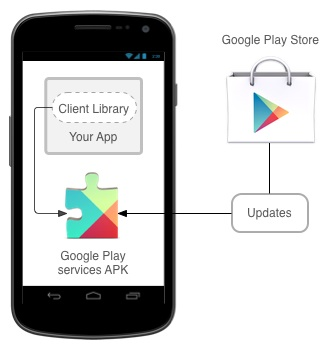 Google Play Store
Client Library
Your App
Updates
Google Play
services APK